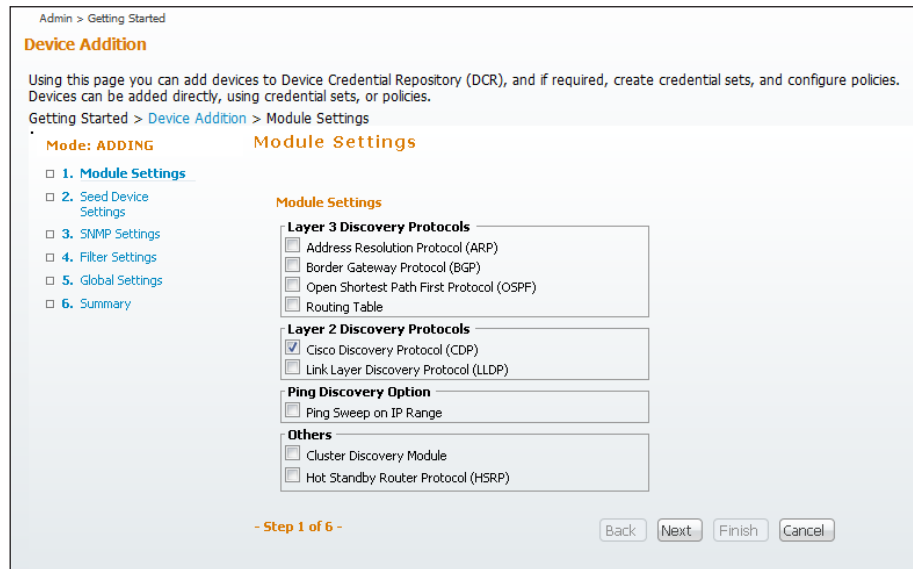 Admin > Getting Started
Device Addition
Using this page you can add devices to Device Credential Repository (DCR), and if required, create credential sets, and configure policies.
Devices can be added directly, using credential sets, or policies.
Getting Started > Device Addition > Module Settings
Mode: ADDING
1. Module Settings
2. Seed Device
Settings
3. SNMP Settings
4. Filter Settings
5. Global Settings
6. Summary
Module Settings
Module Settings
Layer 3 Discovery Protocols
Address Resolution Protocol (ARP)
Border Gateway Protocol (BGP)
Open Shortest Path First Protocol (OSPF)
Routing Table
Layer 2 Discovery Protocols
Cisco Discovery Protocol (CDP)
Link Layer Discovery Protocol (LLDP)
Ping Discovery Option
Ping Sweep on IP Range
Others
Cluster Discovery Module
Hot Standby Router Protocol (HSRP)
- Step 1 of 6 -
Back Next Finish Cancel